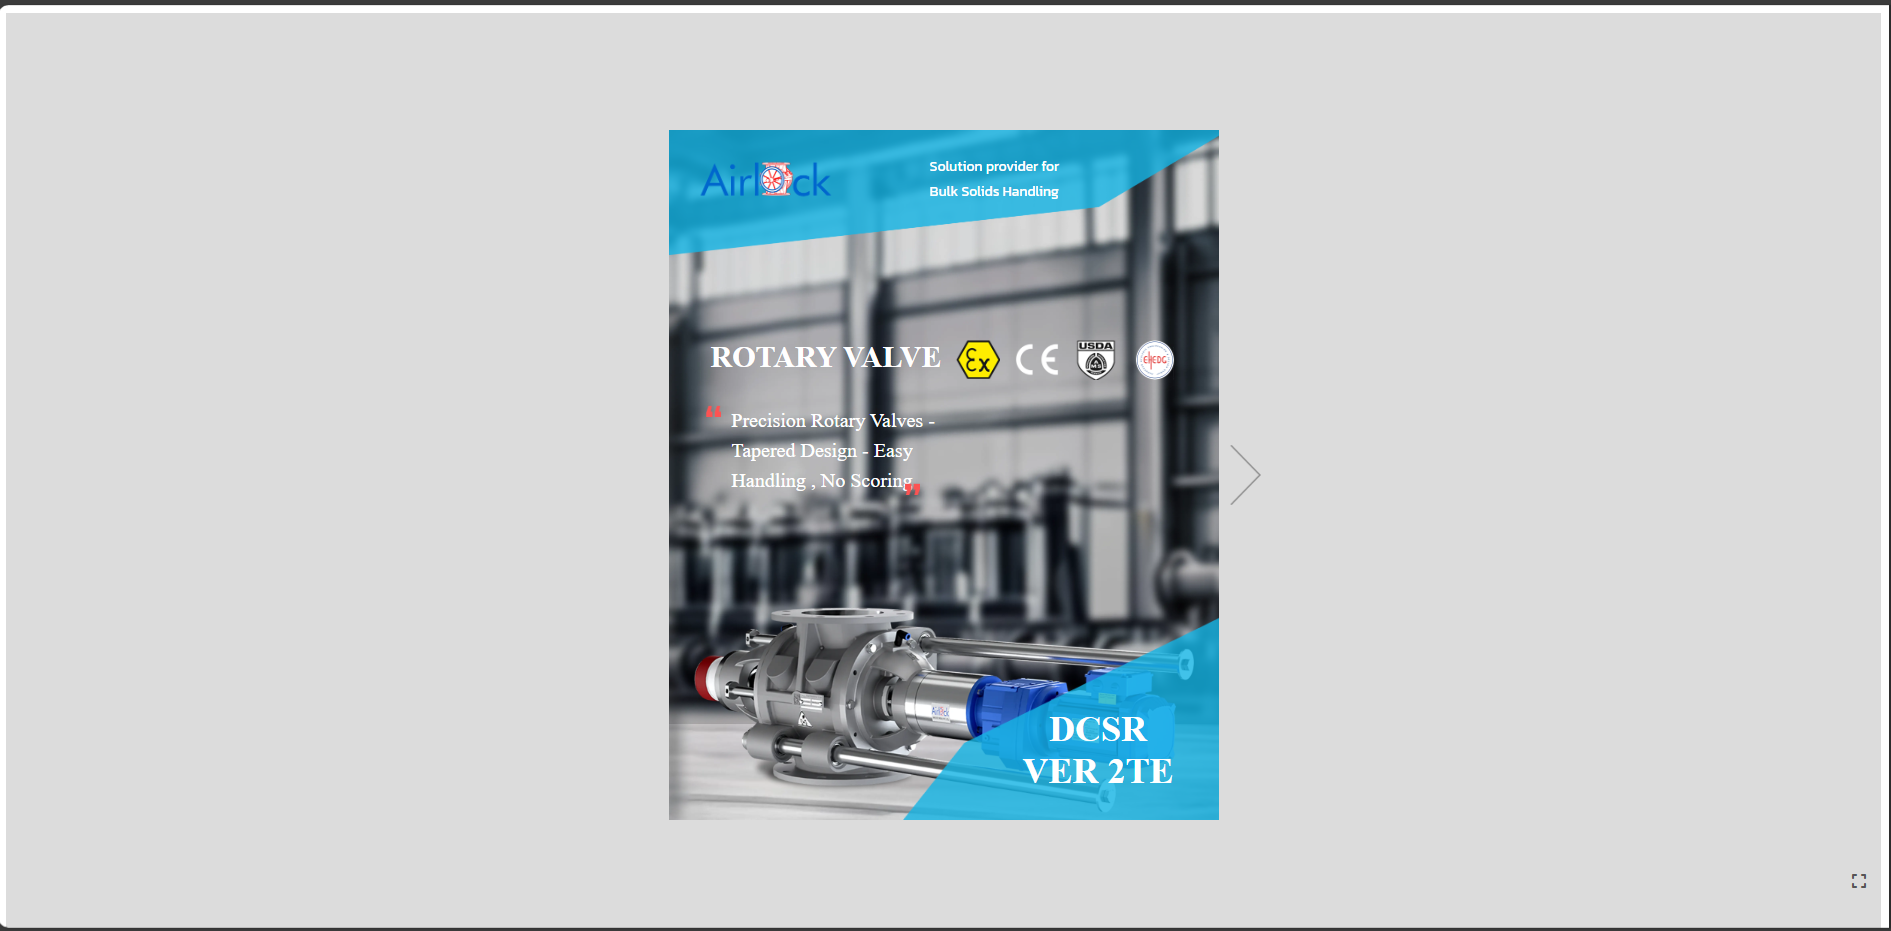 Airlock
Solution provider for
Bulk Solids Handling
ROTARY VALVE
Ex
CE
USDA
EHEDG
“ Precision Rotary Valves -
Tapered Design - Easy
Handling , No Scoring ”
Airlock
DCSR
VER 2TE